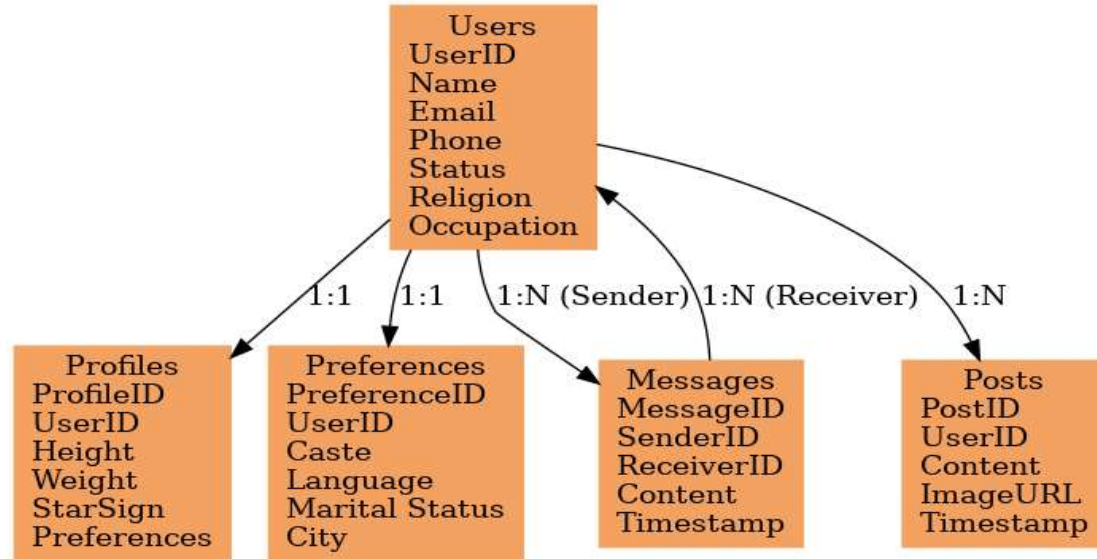 Users
UserID
Name
Email
Phone
Status
Religion
Occupation
1:1
1:1
1:N (Sender)
1:N (Receiver)
1:N
Profiles
ProfileID
UserID
Height
Weight
StarSign
Preferences
Preferences
PreferenceID
UserID
Caste
Language
Marital Status
City
Messages
MessageID
SenderID
ReceiverID
Content
Timestamp
Posts
PostID
UserID
Content
ImageURL
Timestamp